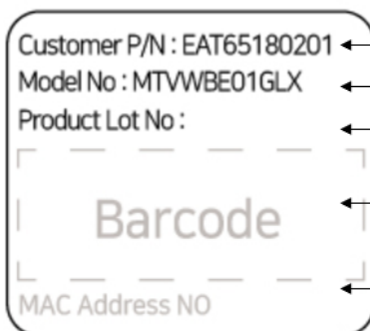 Customer P/N : EAT65180201
Model No : MTVWBE01GLX
Product Lot No :
Barcode
MAC Address NO